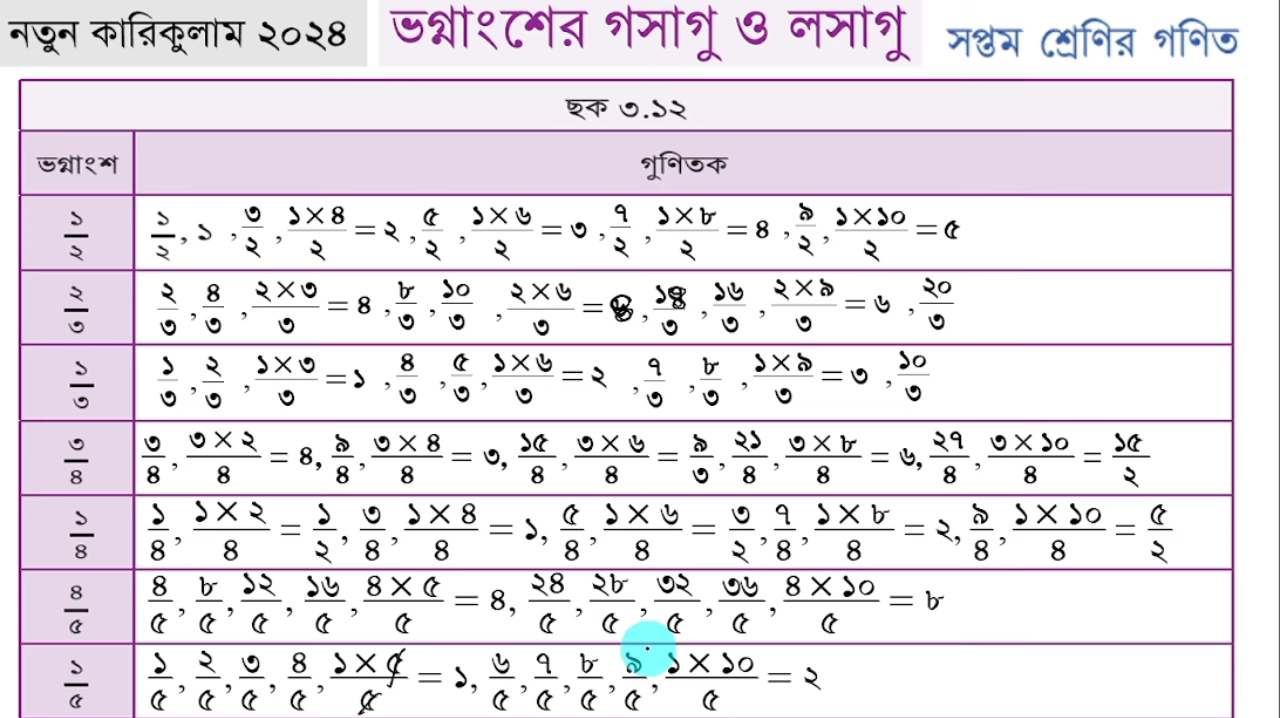 নতুন কারিকুলাম ২০২৪ ভগ্নাংশের গসাগু ও লসাগু সপ্তম শ্রেণির গণিত
ছক ৩.১২
ভগ্নাংশ গুণিতক
১/২ ১/২, ১, ৩/২, ১×৪/২ = ২, ৫/২, ১×৬/২ = ৩, ৭/২, ১×৮/২ = ৪, ৯/২, ১×১০/২ = ৫
২/৩ ২/৩, ৪/৩, ২×৩/৩ = ৪, ৮/৩, ১০/৩, ২×৬/৩ = , ১৬/৩, ২×৯/৩ = ৬, ২০/৩
১/৩ ১/৩, ২/৩, ১×৩/৩ = ১, ৪/৩, ৫/৩, ১×৬/৩ = ২, ৭/৩, ৮/৩, ১×৯/৩ = ৩, ১০/৩
৩/৪ ৩/৪, ৩×২/৪ = ৪, ৯/৪, ৩×৪/৪ = ৩, ১৫/৪, ৩×৬/৪ = ৯/৩, ২১/৪, ৩×৮/৪ = ৬, ২৭/৪, ৩×১০/৪ = ১৫/২
১/৪ ১/৪, ১×২/৪ = ১/২, ৩/৪, ১×৪/৪ = ১, ৫/৪, ১×৬/৪ = ৩/২, ৭/৪, ১×৮/৪ = ২, ৯/৪, ১×১০/৪ = ৫/২
৪/৫ ৪/৫, ৮/৫, ১২/৫, ১৬/৫, ৪×৫/৫ = ৪, ২৪/৫, ২৮/৫, ৩২/৫, ৩৬/৫, ৪×১০/৫ = ৮
১/৫ ১/৫, ২/৫, ৩/৫, ৪/৫, ১×৫/৫ = ১, ৬/৫, ৭/৫, ৮/৫, ৯/৫, ১×১০/৫ = ২